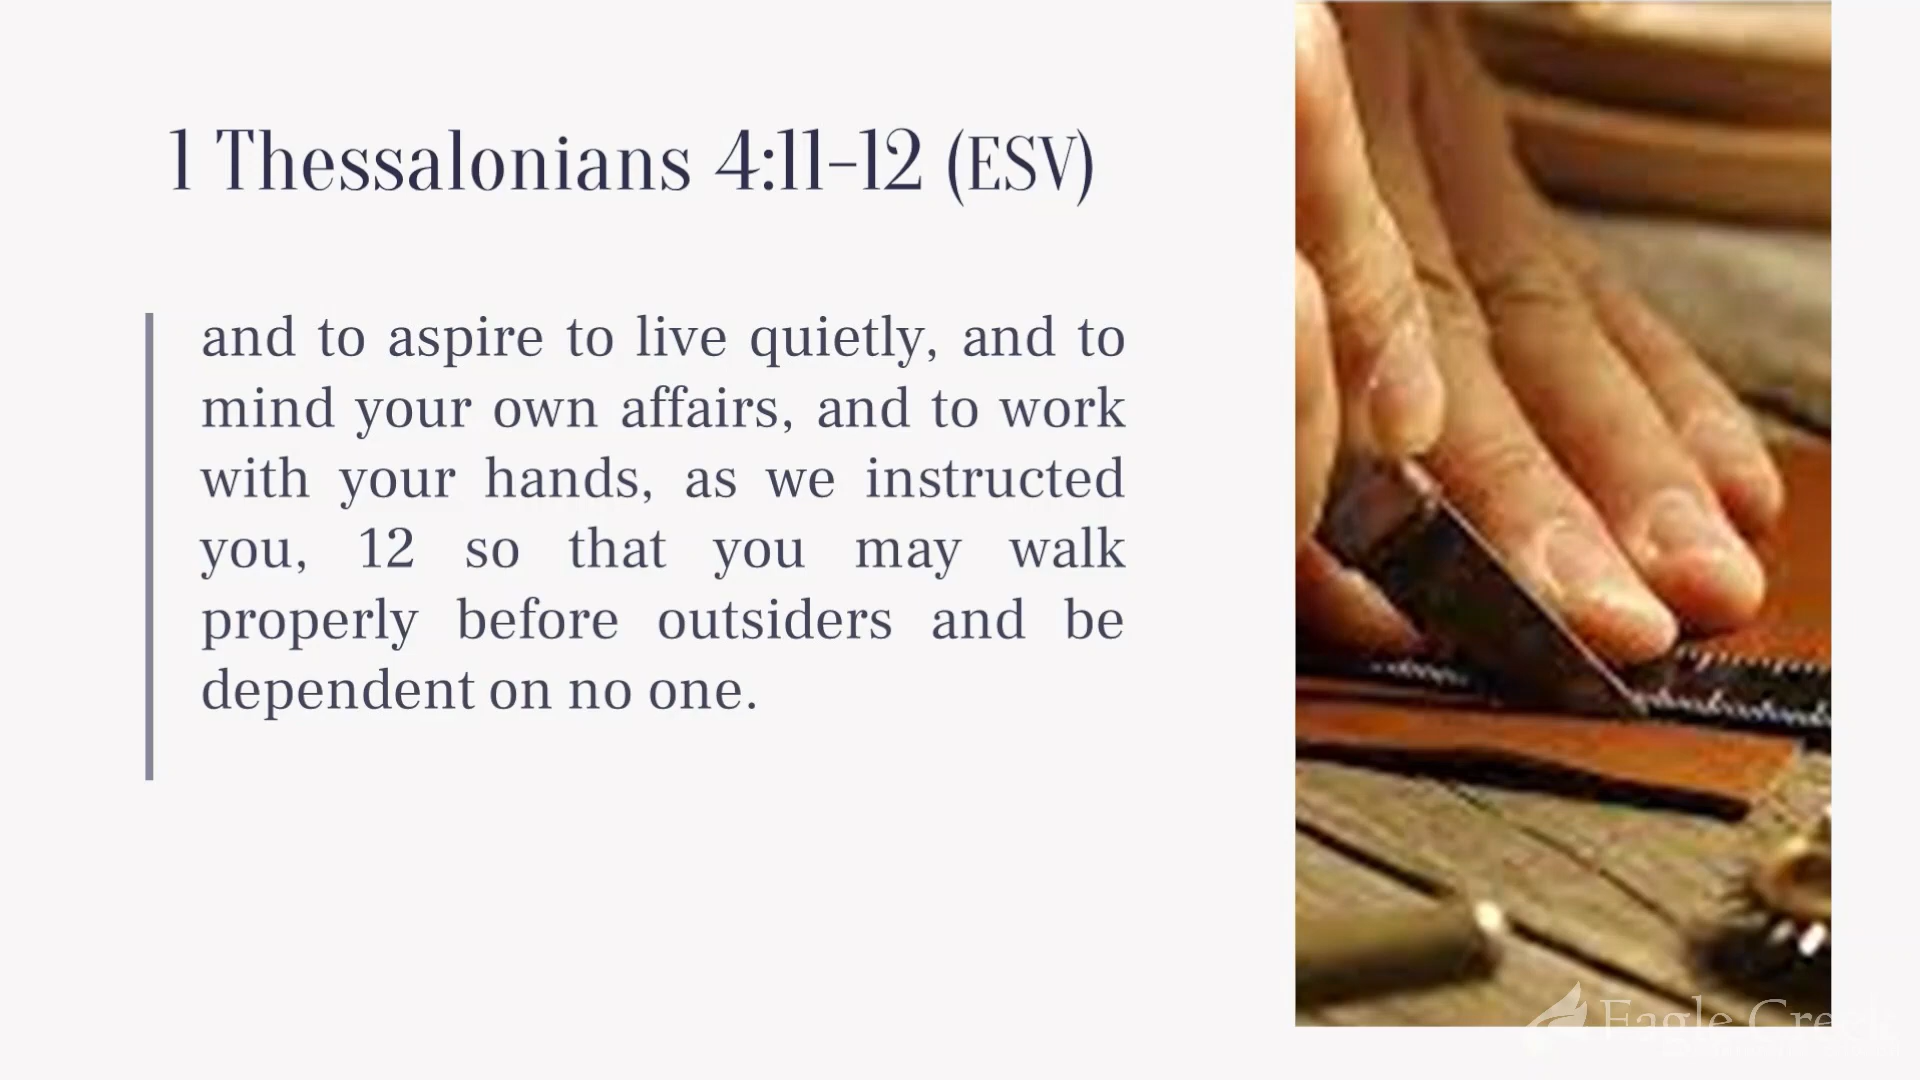 1 Thessalonians 4:11–12 (ESV)
and to aspire to live quietly, and to
mind your own affairs, and to work
with your hands, as we instructed
you, 12 so that you may walk
properly before outsiders and be
dependent on no one.
Eagle Creek